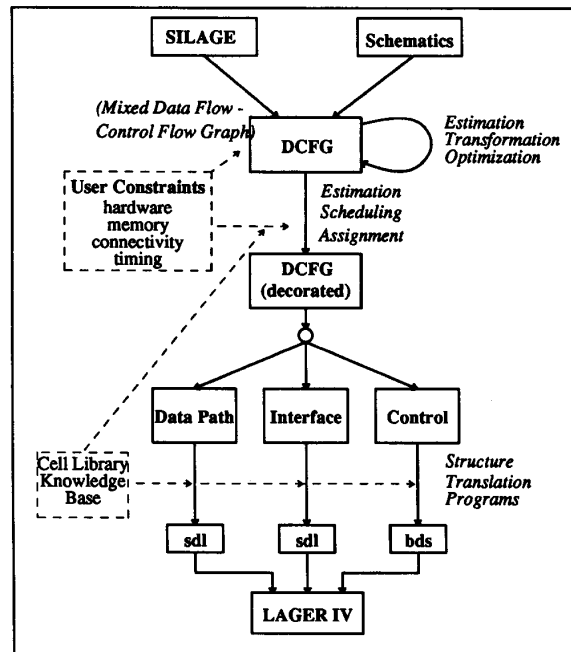 SILAGE
Schematics
(Mixed Data Flow -
Control Flow Graph)
DCFG
Estimation
Transformation
Optimization
User Constraints
hardware
memory
connectivity
timing
Estimation
Scheduling
Assignment
DCFG
(decorated)
Data Path
Interface
Control
Cell Library
Knowledge
Base
Structure
Translation
Programs
sdl
sdl
bds
LAGER IV